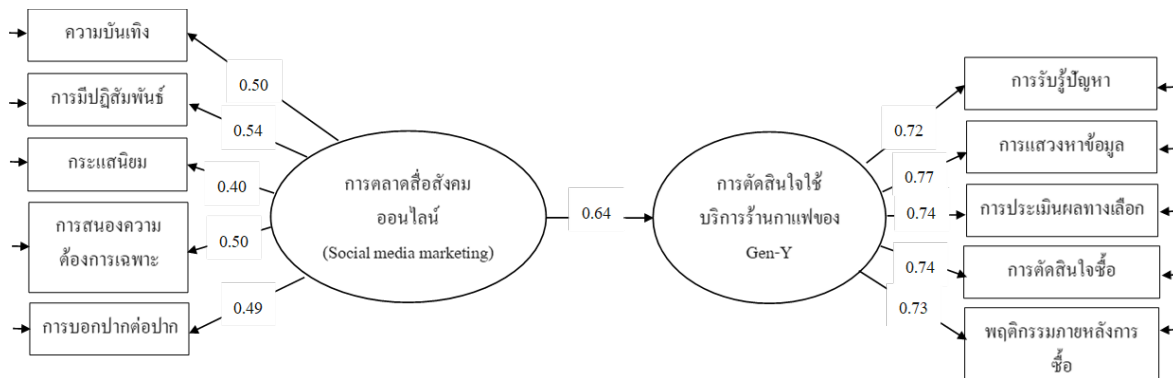 ความบันเทิง
0.50
การมีปฏิสัมพันธ์
0.54
กระแสนิยม
0.40
การสนองความ
ต้องการเฉพาะ
0.50
การบอกปากต่อปาก
0.49
การตลาดสื่อสังคม
ออนไลน์
(Social media marketing)
0.64
การตัดสินใจใช้
บริการร้านกาแฟของ
Gen-Y
0.72
การรับรู้ปัญหา
0.77
การแสวงหาข้อมูล
0.74
การประเมินผลทางเลือก
0.74
การตัดสินใจซื้อ
0.73
พฤติกรรมภายหลังการ
ซื้อ